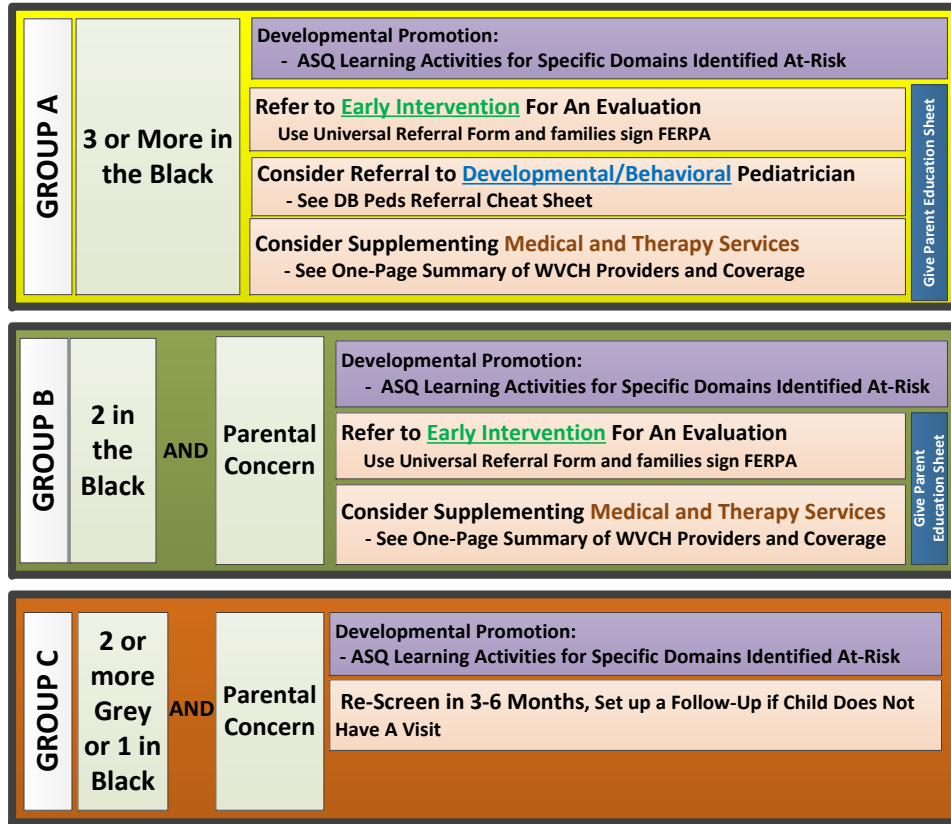 GROUP A
3 or More in
the Black
Developmental Promotion:
- ASQ Learning Activities for Specific Domains Identified At-Risk
Refer to Early Intervention For An Evaluation
Use Universal Referral Form and families sign FERPA
Consider Referral to Developmental/Behavioral Pediatrician
- See DB Peds Referral Cheat Sheet
Consider Supplementing Medical and Therapy Services
- See One-Page Summary of WVCH Providers and Coverage
Give Parent Education Sheet
GROUP B
2 in
the
Black
AND
Parental
Concern
Developmental Promotion:
- ASQ Learning Activities for Specific Domains Identified At-Risk
Refer to Early Intervention For An Evaluation
Use Universal Referral Form and families sign FERPA
Consider Supplementing Medical and Therapy Services
- See One-Page Summary of WVCH Providers and Coverage
Give Parent
Education Sheet
GROUP C
2 or
more
Grey
or 1 in
Black
AND
Parental
Concern
Developmental Promotion:
- ASQ Learning Activities for Specific Domains Identified At-Risk
Re-Screen in 3-6 Months, Set up a Follow-Up if Child Does Not
Have A Visit